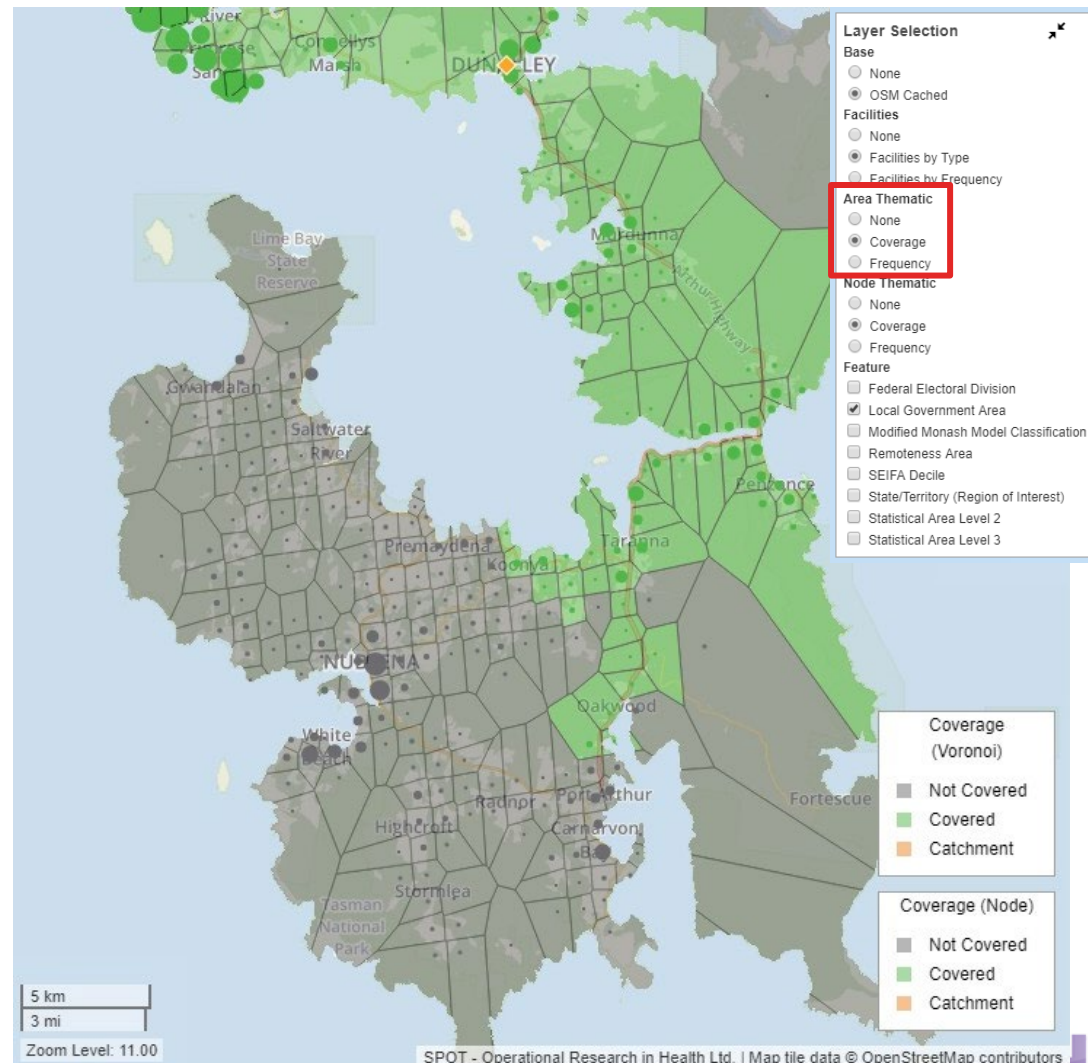 River
Connellys
Marsh
DUNALLEY
Layer Selection
Base
None
OSM Cached
Facilities
None
Facilities by Type
Facilities by Frequency
Area Thematic
None
Coverage
Frequency
Node Thematic
None
Coverage
Frequency
Feature
Federal Electoral Division
Local Government Area
Modified Monash Model Classification
Remoteness Area
SEIFA Decile
State/Territory (Region of Interest)
Statistical Area Level 2
Statistical Area Level 3
Murdunna
Arthur Highway
Lime Bay
State
Reserve
Gwandalan
Saltwater
River
Pentance
Premaydena
Koonya
Taranna
NUBEENA
Oakwood
White
Beach
Radnor
Port Arthur
Fortescue
Highcroft
Carnarvon
Bay
Stormlea
Tasman
National
Park
Coverage
(Voronoi)
Not Covered
Covered
Catchment
Coverage (Node)
Not Covered
Covered
Catchment
5 km
3 mi
Zoom Level: 11.00
SPOT - Operational Research in Health Ltd. | Map tile data © OpenStreetMap contributors